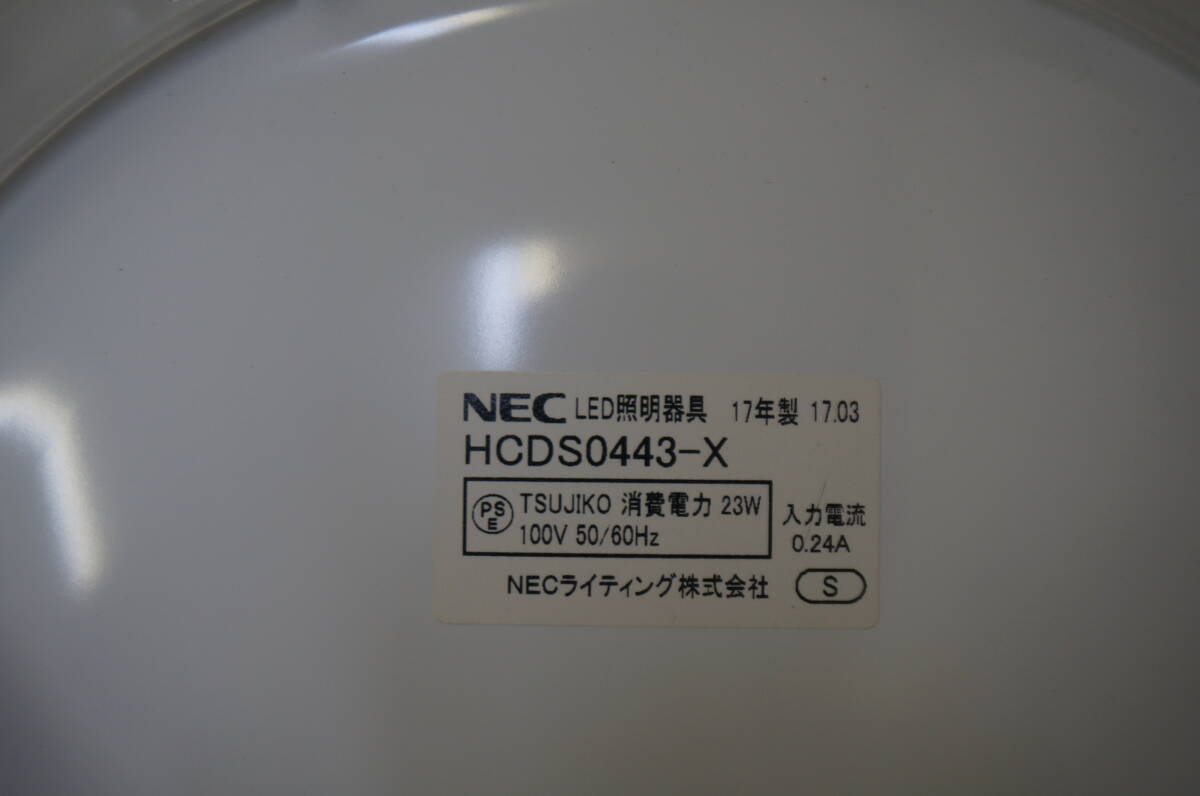 NEC LED照明器具 17年製 17.03
HCDS0443-X
PSE TSUJIKO 消費電力 23W
100V 50/60Hz
入力電流
0.24A
NECライティング株式会社 S